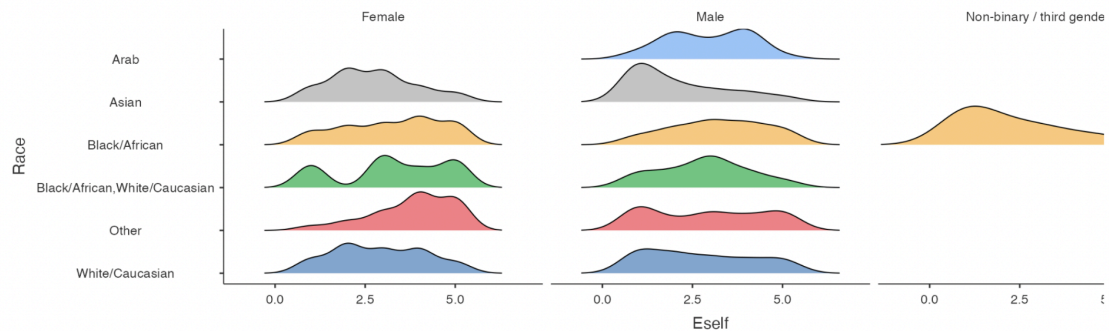 Female
Male
Non-binary / third gende
Race
Arab
Asian
Black/African
Black/African,White/Caucasian
Other
White/Caucasian
0.0 2.5 5.0
0.0 2.5 5.0
0.0 2.5
Eself